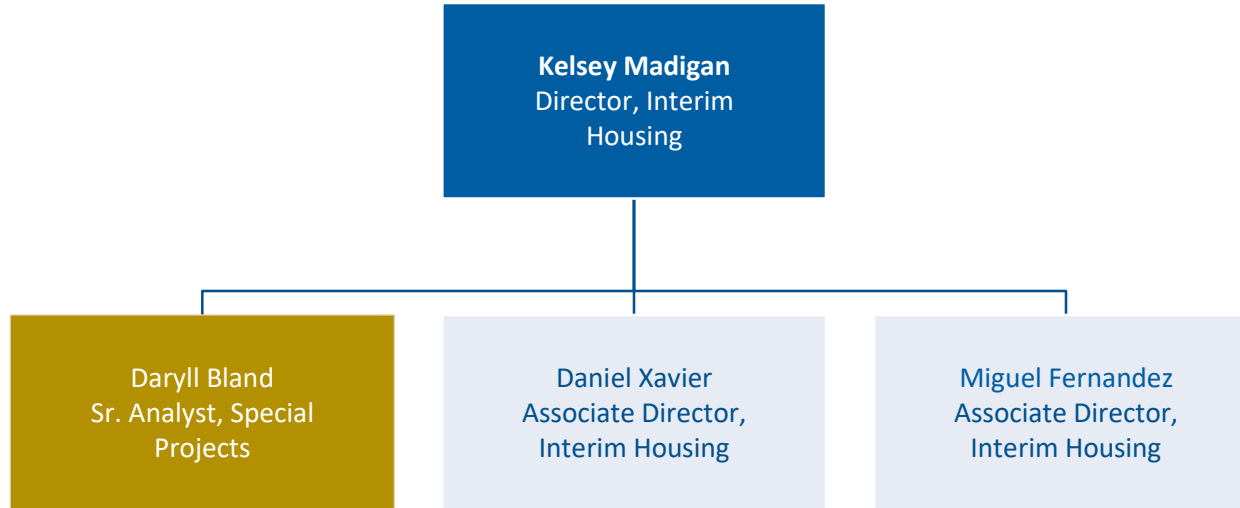 Kelsey Madigan
Director, Interim
Housing
Daryll Bland
Sr. Analyst, Special
Projects
Daniel Xavier
Associate Director,
Interim Housing
Miguel Fernandez
Associate Director,
Interim Housing